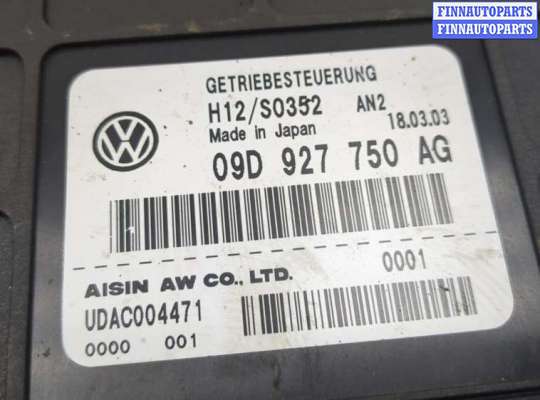 FINNAUTOPARTS
FINNAUTOPARTS
GETRIEBESTEUERUNG
H12/S0352 AN2 18.03.03
Made in Japan
09D 927 750 AG
AISIN AW CO., LTD. 0001
UDAC004471
0000 001